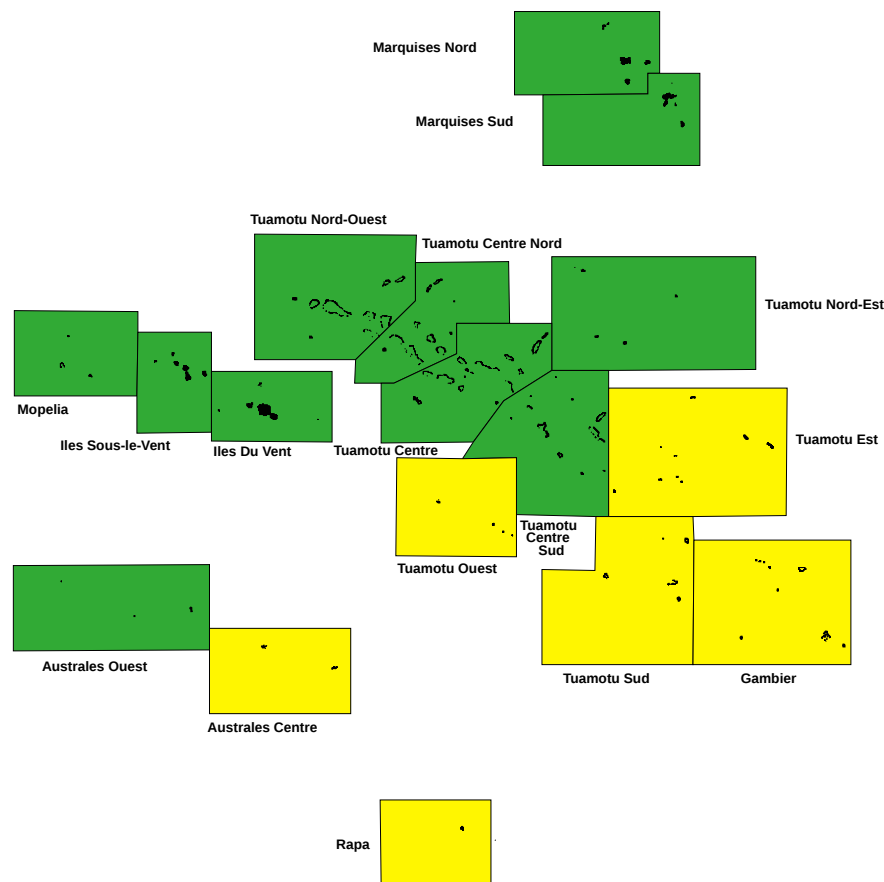 Marquises Nord
Marquises Sud
Tuamotu Nord-Ouest
Tuamotu Centre Nord
Tuamotu Nord-Est
Mopelia
Iles Sous-le-Vent
Iles Du Vent
Tuamotu Centre
Tuamotu Est
Tuamotu
Centre
Sud
Tuamotu Ouest
Australes Ouest
Tuamotu Sud
Gambier
Australes Centre
Rapa